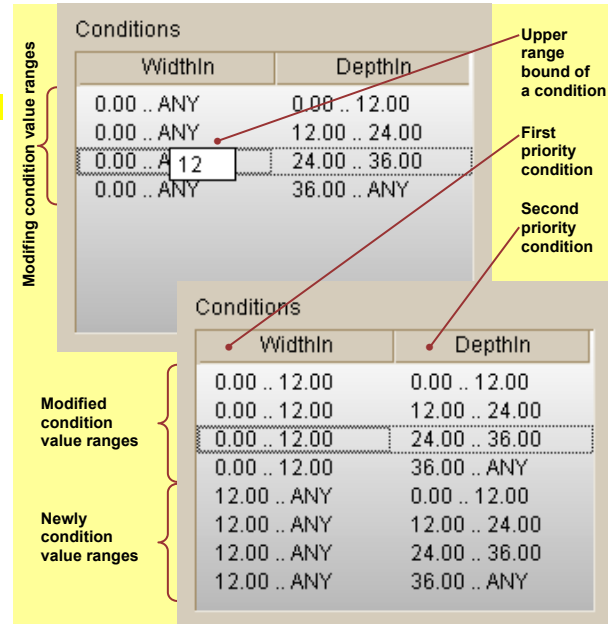 Conditions
WidthIn DepthIn
0.00 .. ANY 0.00 .. 12.00
0.00 .. ANY 12.00 .. 24.00
0.00 .. A 12 24.00 .. 36.00
0.00 .. ANY 36.00 .. ANY
Modifing condition value ranges
Upper
range
bound of
a condition
First
priority
condition
Second
priority
condition
Conditions
WidthIn DepthIn
0.00 .. 12.00 0.00 .. 12.00
0.00 .. 12.00 12.00 .. 24.00
0.00 .. 12.00 24.00 .. 36.00
0.00 .. 12.00 36.00 .. ANY
12.00 .. ANY 0.00 .. 12.00
12.00 .. ANY 12.00 .. 24.00
12.00 .. ANY 24.00 .. 36.00
12.00 .. ANY 36.00 .. ANY
Modified
condition
value ranges
Newly
condition
value ranges